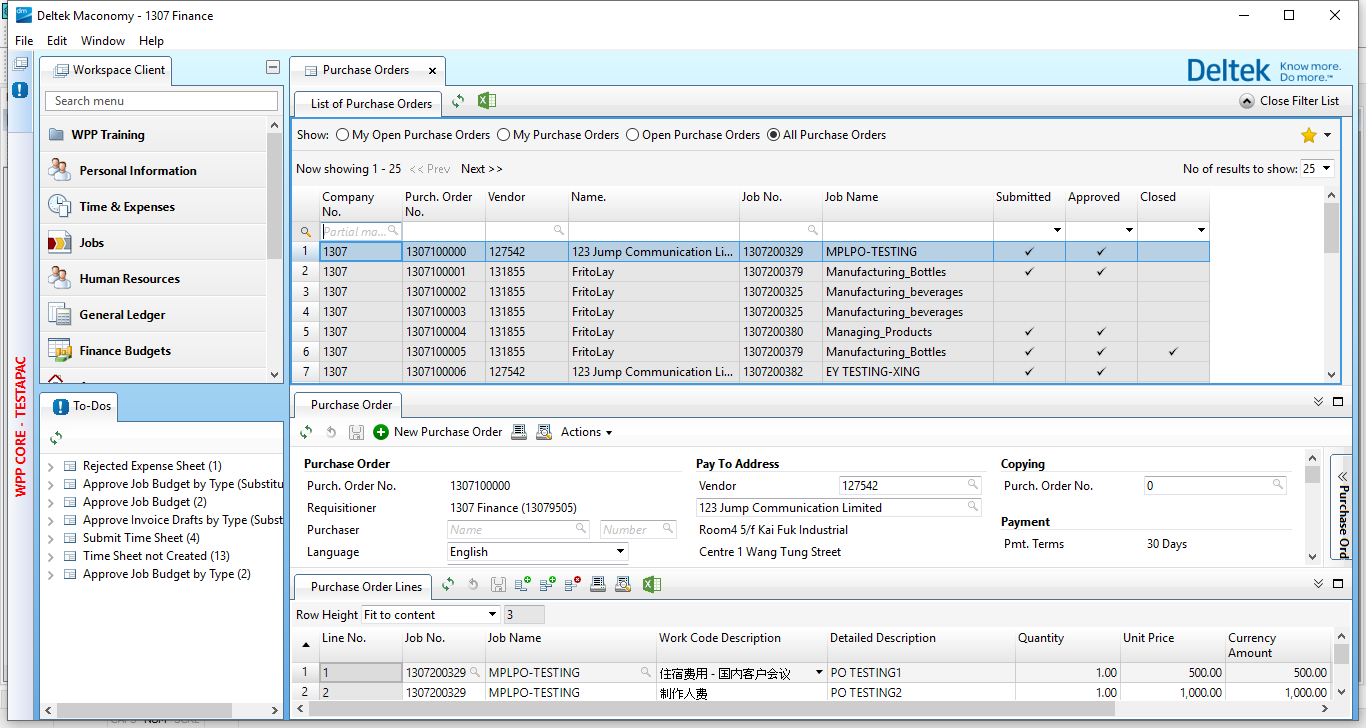 Deltek Maconomy - 1307 Finance
File Edit Window Help
Workspace Client
Search menu
WPP Training
Personal Information
Time & Expenses
Jobs
Human Resources
General Ledger
Finance Budgets
WPP CORE - TESTAPAC
To-Dos
Rejected Expense Sheet (1)
Approve Job Budget by Type (Substitu
Approve Job Budget (2)
Approve Invoice Drafts by Type (Subst
Submit Time Sheet (4)
Time Sheet not Created (13)
Approve Job Budget by Type (2)
Purchase Orders
Deltek Know more.
Do more.™
List of Purchase Orders Close Filter List
Show: My Open Purchase Orders My Purchase Orders Open Purchase Orders All Purchase Orders
Now showing 1 - 25 << Prev Next >> No of results to show: 25
Company No. Purch. Order No. Vendor Name. Job No. Job Name Submitted Approved Closed
Partial ma...
1 1307 1307100000 127542 123 Jump Communication Li... 1307200329 MPLPO-TESTING ✓ ✓
2 1307 1307100001 131855 FritoLay 1307200379 Manufacturing_Bottles ✓ ✓
3 1307 1307100002 131855 FritoLay 1307200325 Manufacturing_beverages
4 1307 1307100003 131855 FritoLay 1307200325 Manufacturing_beverages
5 1307 1307100004 131855 FritoLay 1307200380 Managing_Products ✓ ✓
6 1307 1307100005 131855 FritoLay 1307200379 Manufacturing_Bottles ✓ ✓ ✓
7 1307 1307100006 127542 123 Jump Communication Li... 1307200382 EY TESTING-XING ✓ ✓
Purchase Order
New Purchase Order Actions
Purchase Order
Purch. Order No. 1307100000
Requisitioner 1307 Finance (13079505)
Purchaser Name Number
Language English
Pay To Address
Vendor 127542
123 Jump Communication Limited
Room4 5/f Kai Fuk Industrial
Centre 1 Wang Tung Street
Copying
Purch. Order No. 0
Payment
Pmt. Terms 30 Days
Purchase Ord
Purchase Order Lines
Row Height Fit to content 3
Line No. Job No. Job Name Work Code Description Detailed Description Quantity Unit Price Currency Amount
1 1 1307200329 MPLPO-TESTING 住宿费用 - 国内客户会议 PO TESTING1 1.00 500.00 500.00
2 2 1307200329 MPLPO-TESTING 制作人费 PO TESTING2 1.00 1,000.00 1,000.00